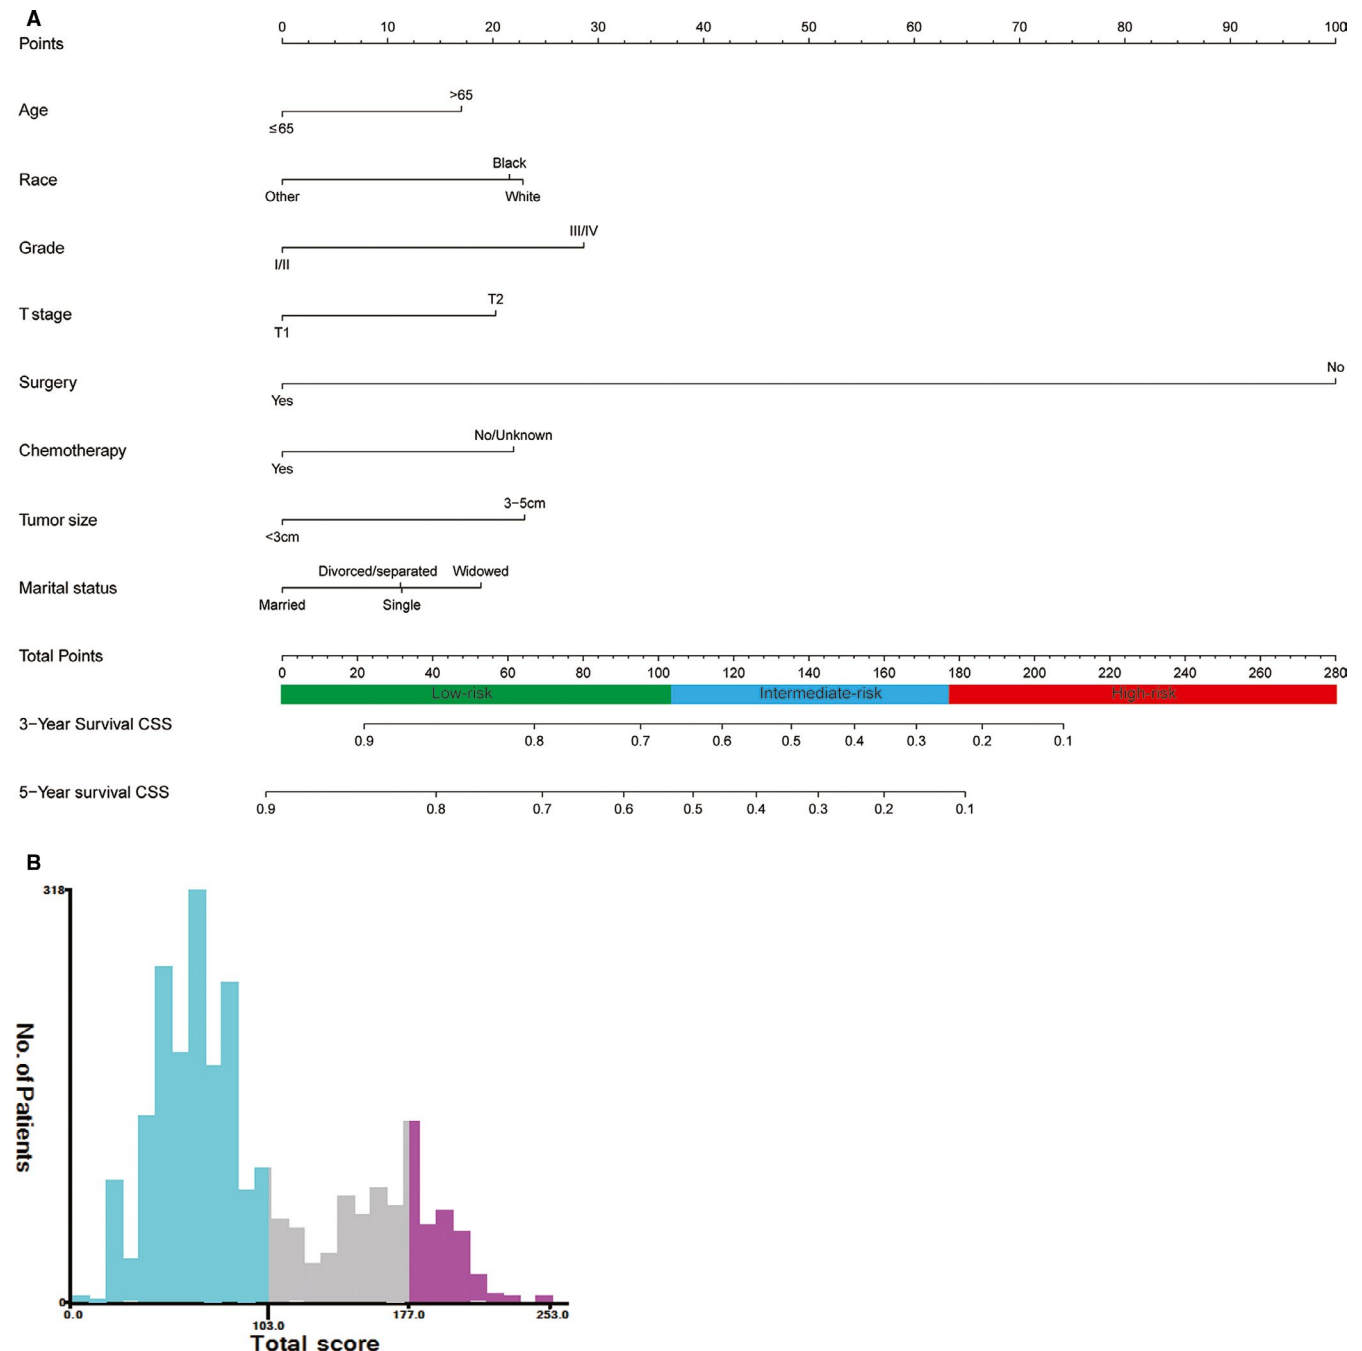 A
0 10 20 30 40 50 60 70 80 90 100
Points
>65
Age
≤65
Black
Race
Other White
III/IV
Grade
I/II
T2
T stage
T1
No
Surgery
Yes
No/Unknown
Chemotherapy
Yes
3−5cm
Tumor size
<3cm
Divorced/separated Widowed
Marital status
Married Single
Total Points
0 20 40 60 80 100 120 140 160 180 200 220 240 260 280
Low-risk Intermediate-risk High-risk
3−Year Survival CSS
0.9 0.8 0.7 0.6 0.5 0.4 0.3 0.2 0.1
5−Year survival CSS
0.9 0.8 0.7 0.6 0.5 0.4 0.3 0.2 0.1
B
318
No. of Patients
0
0.0 103.0 177.0 253.0
Total score